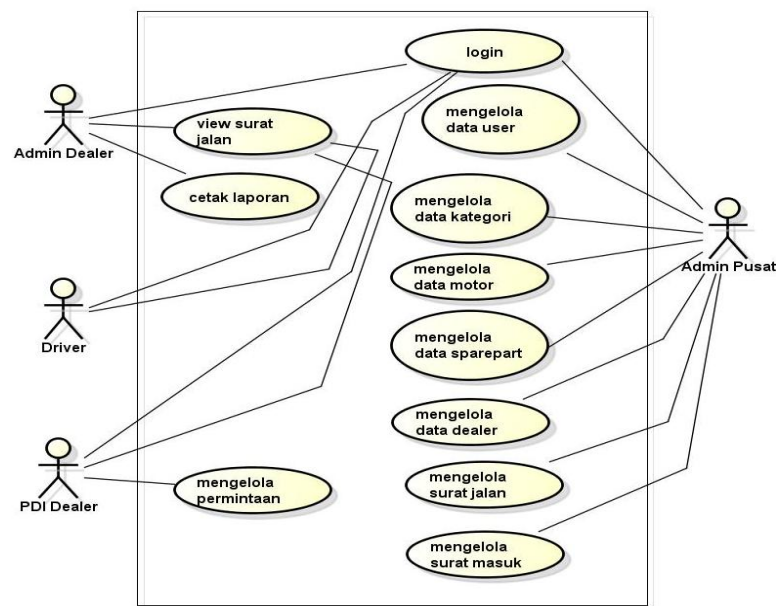 login
mengelola
data user
view surat
jalan
Admin Dealer
cetak laporan
mengelola
data kategori
Admin Pusat
mengelola
data motor
Driver
mengelola
data sparepart
mengelola
data dealer
mengelola
permintaan
PDI Dealer
mengelola
surat jalan
mengelola
surat masuk